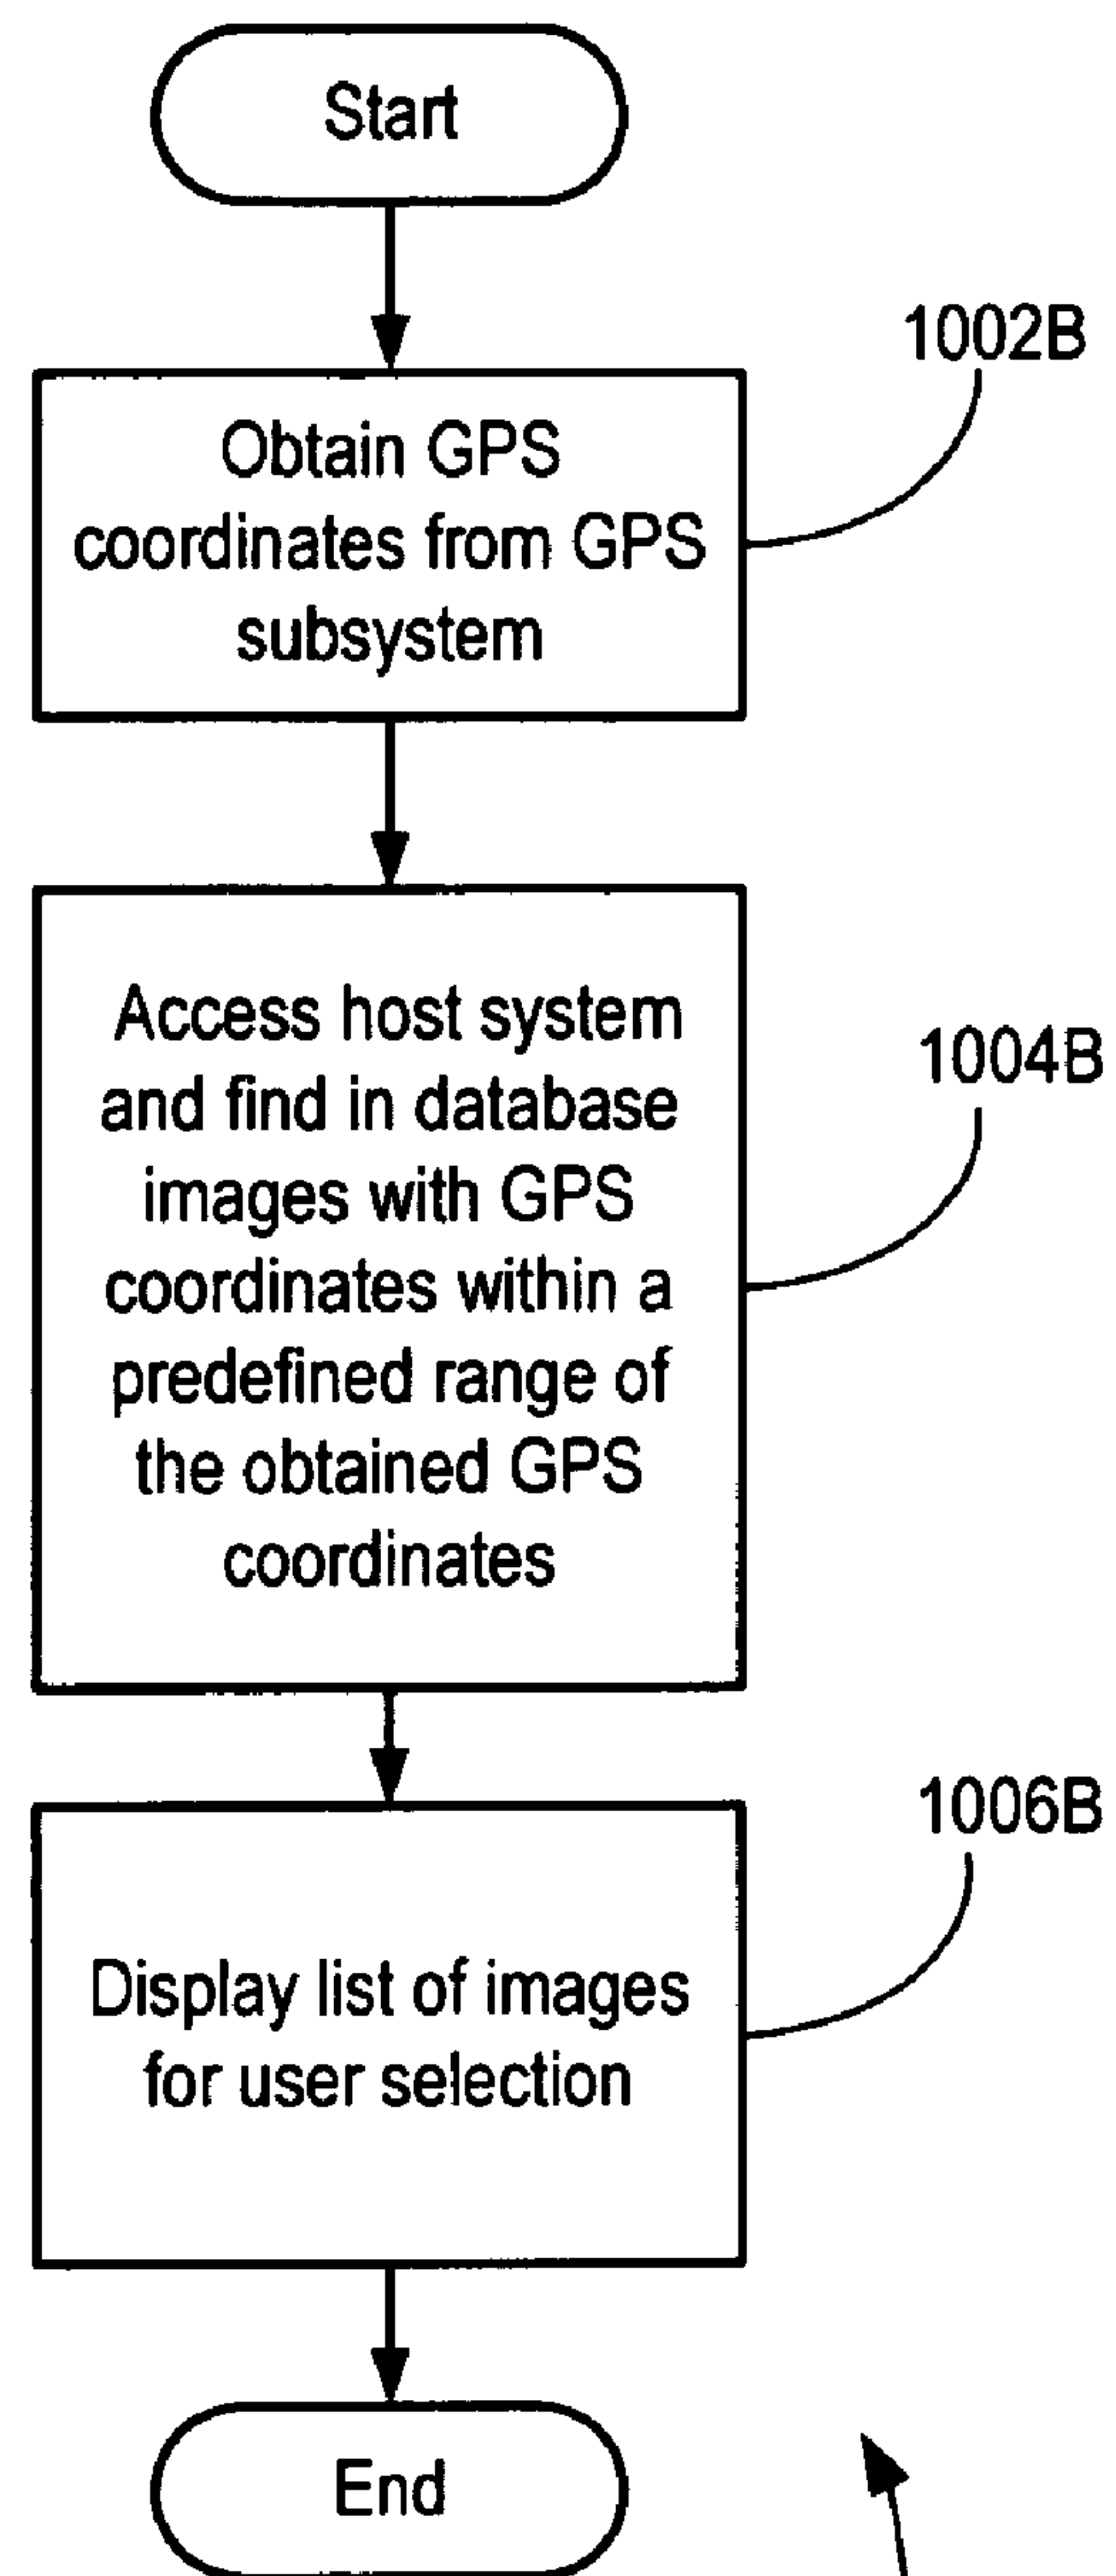 Start
1002B
Obtain GPS
coordinates from GPS
subsystem
1004B
Access host system
and find in database
images with GPS
coordinates within a
predefined range of
the obtained GPS
coordinates
1006B
Display list of images
for user selection
End